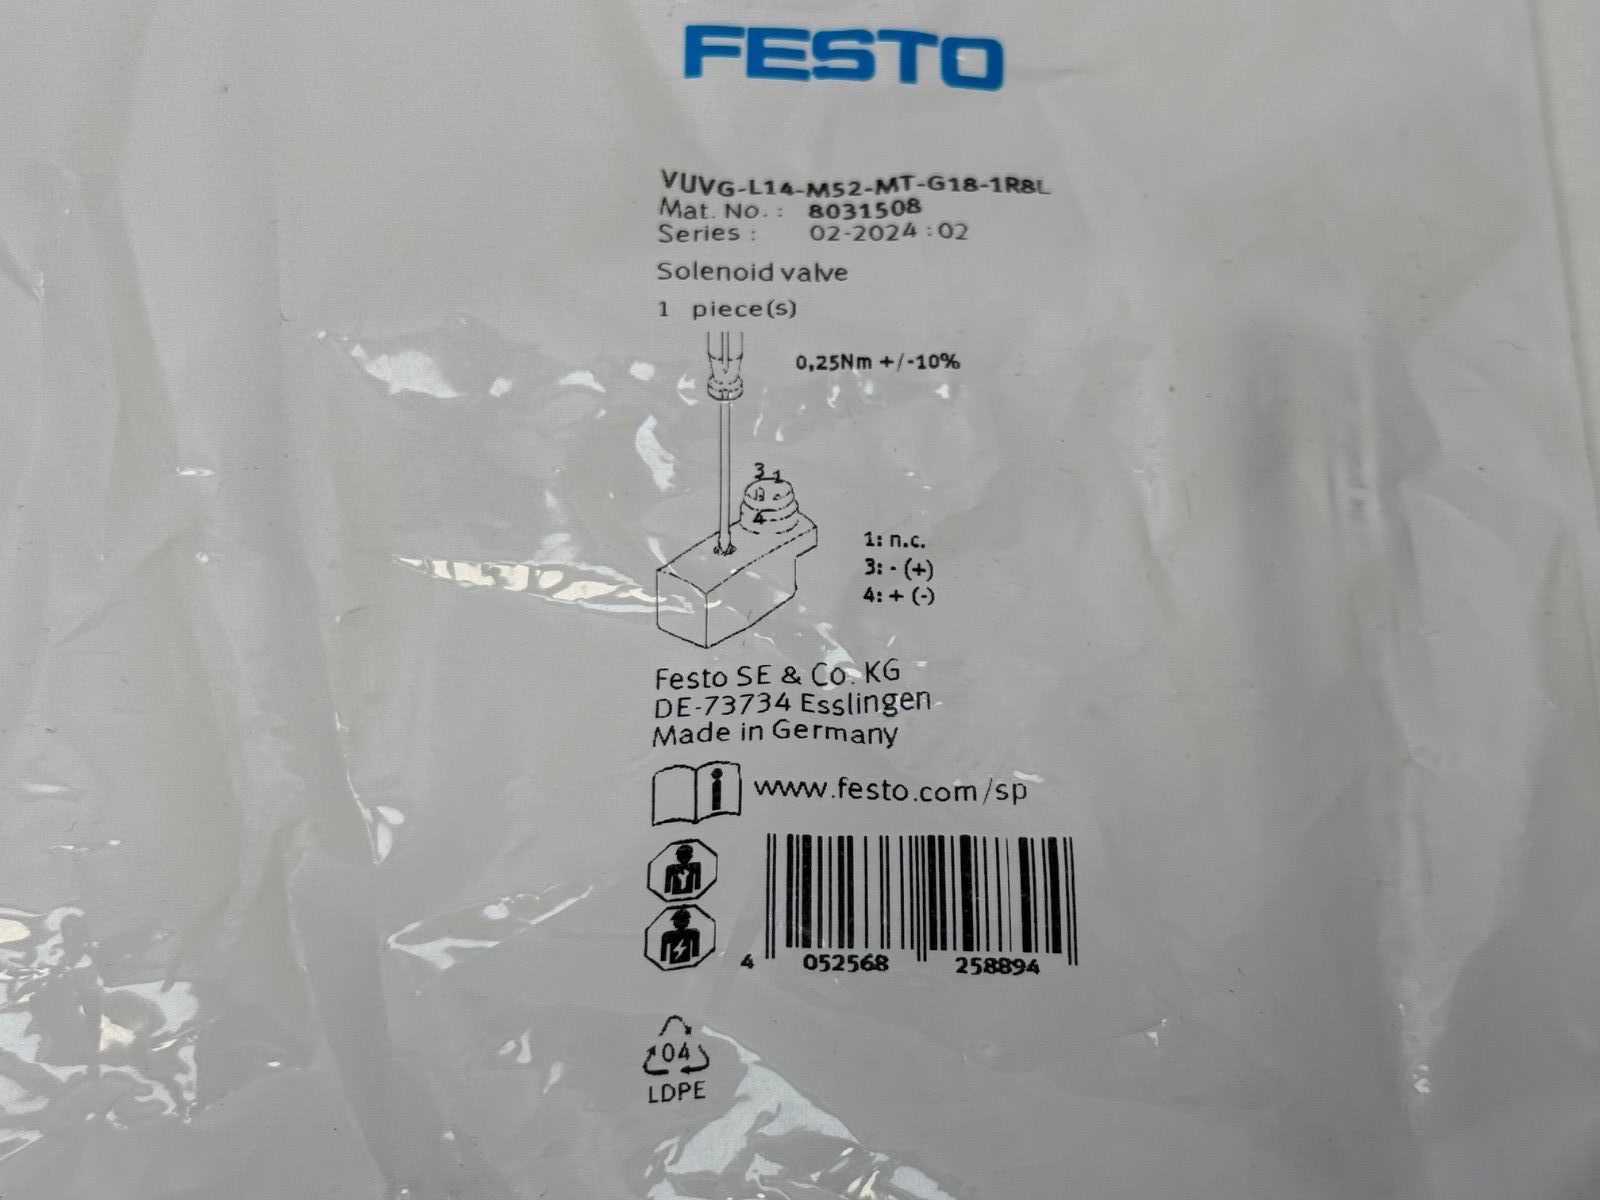 FESTO
VUVG-L14-M52-MT-G18-1R8L
Mat. No.: 8031508
Series: 02-2024:02
Solenoid valve
1 piece(s)
0,25Nm +/-10%
3 1
4
1: n.c.
3: - (+)
4: + (-)
Festo SE & Co. KG
DE-73734 Esslingen
Made in Germany
i www.festo.com/sp
4 052568 258894
04
LDPE